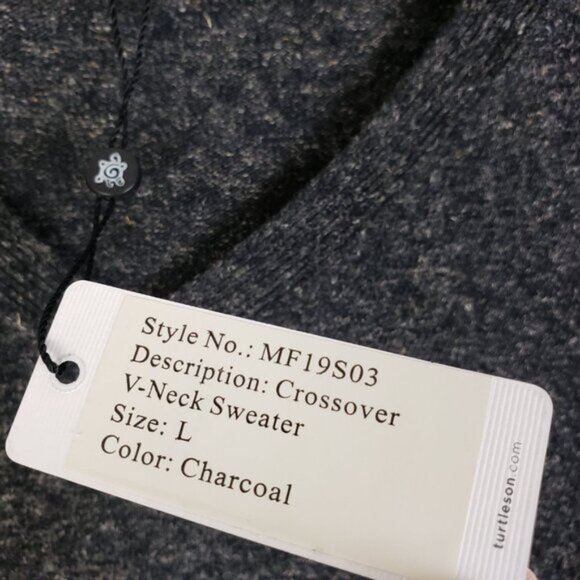 Style No.: MF19S03
Description: Crossover
V-Neck Sweater
Size: L
Color: Charcoal
turtleson.com